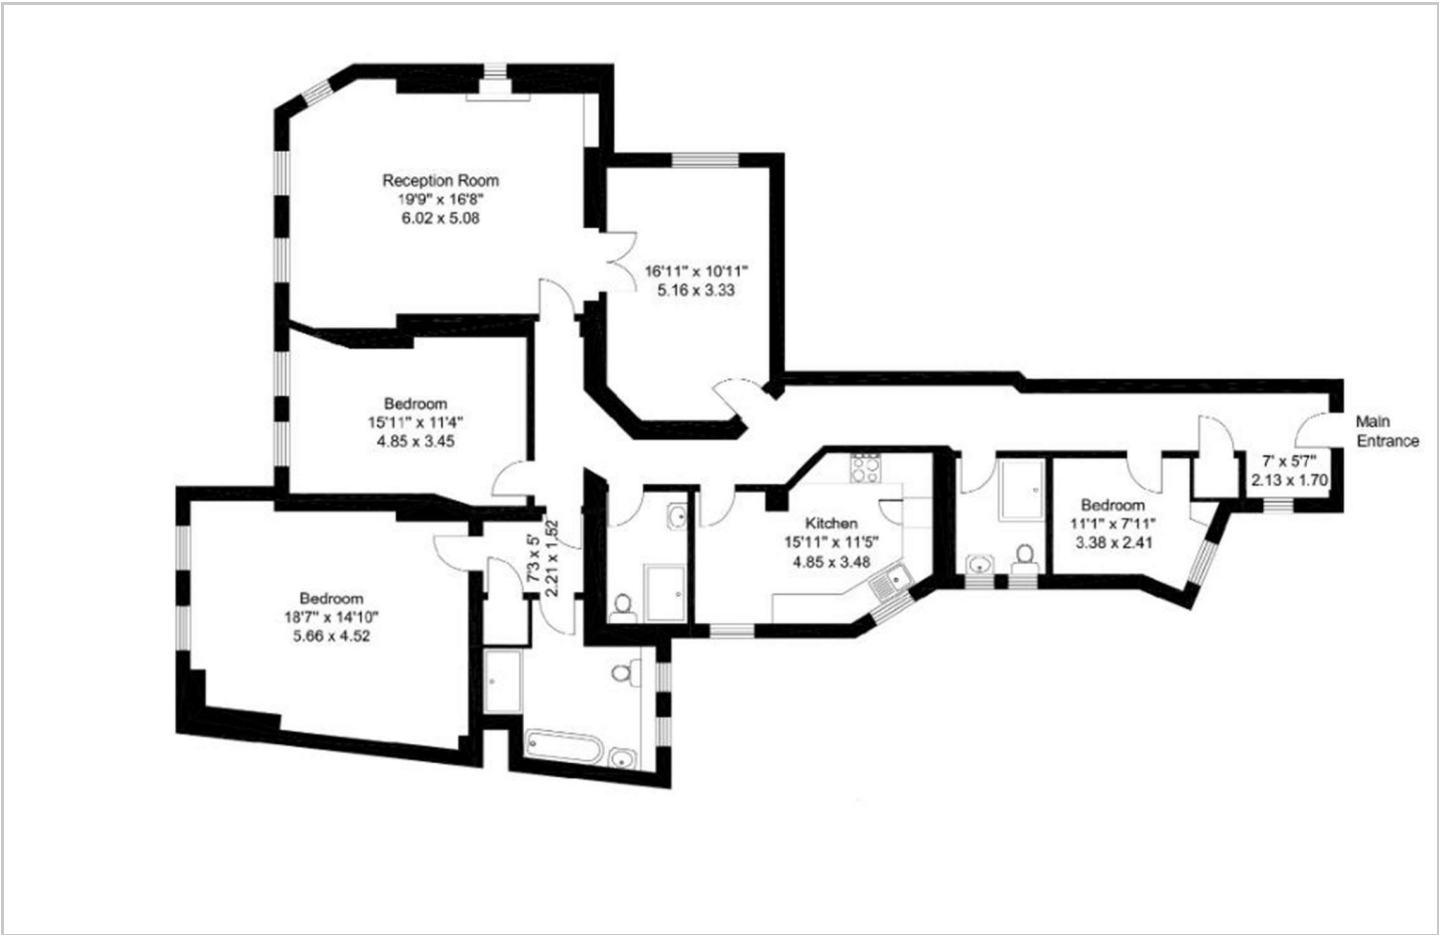 Reception Room
19'9" x 16'8"
6.02 x 5.08
16'11" x 10'11"
5.16 x 3.33
Bedroom
15'11" x 11'4"
4.85 x 3.45
Main
Entrance
7' x 5'7"
2.13 x 1.70
Bedroom
11'1" x 7'11"
3.38 x 2.41
Kitchen
15'11" x 11'5"
4.85 x 3.48
7'3 x 5'
2.21 x 1.52
Bedroom
18'7" x 14'10"
5.66 x 4.52